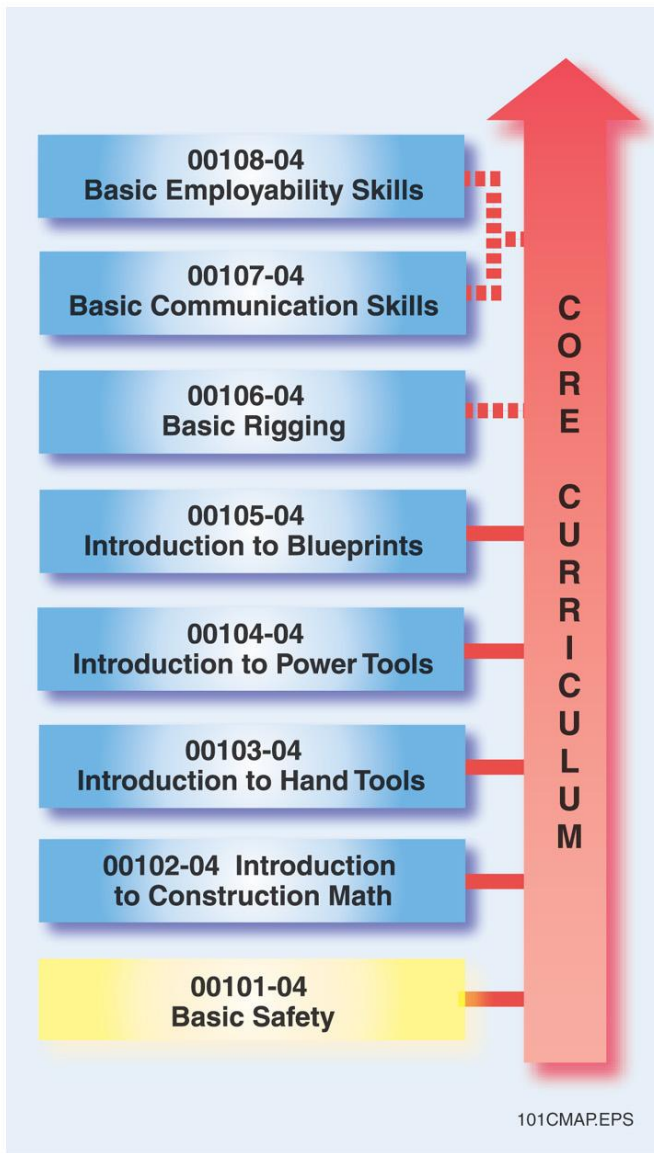 00108-04
Basic Employability Skills
00107-04
Basic Communication Skills
00106-04
Basic Rigging
00105-04
Introduction to Blueprints
00104-04
Introduction to Power Tools
00103-04
Introduction to Hand Tools
00102-04 Introduction
to Construction Math
00101-04
Basic Safety
CORE CURRICULUM
101CMAP.EPS